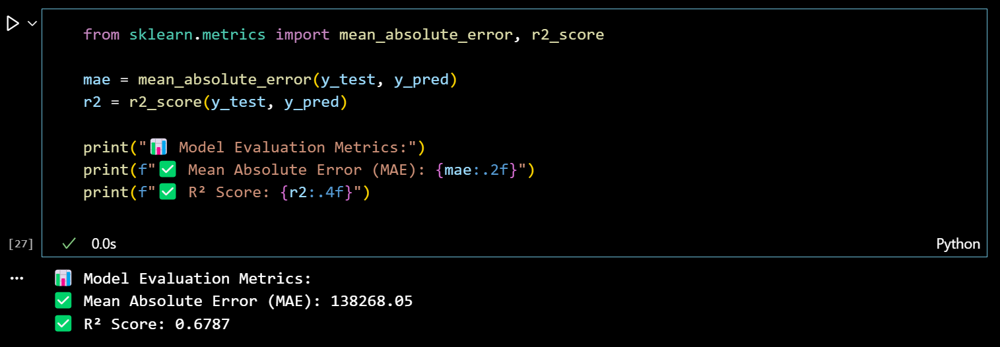 from sklearn.metrics import mean_absolute_error, r2_score
mae = mean_absolute_error(y_test, y_pred)
r2 = r2_score(y_test, y_pred)
print("📊 Model Evaluation Metrics:")
print(f"✅ Mean Absolute Error (MAE): {mae:.2f}")
print(f"✅ R² Score: {r2:.4f}")
[27] ✓ 0.0s Python
... 📊 Model Evaluation Metrics:
✅ Mean Absolute Error (MAE): 138268.05
✅ R² Score: 0.6787